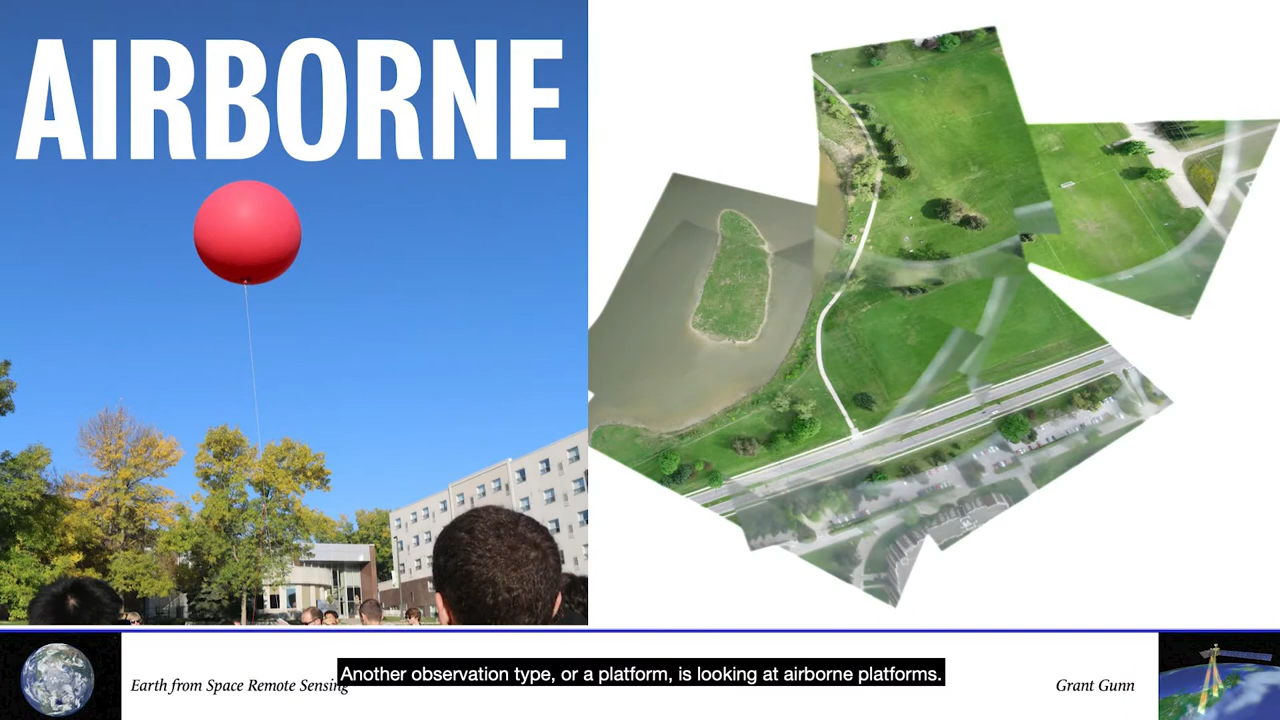 AIRBORNE
Another observation type, or a platform, is looking at airborne platforms.
Earth from Space Remote Sensing
Grant Gunn